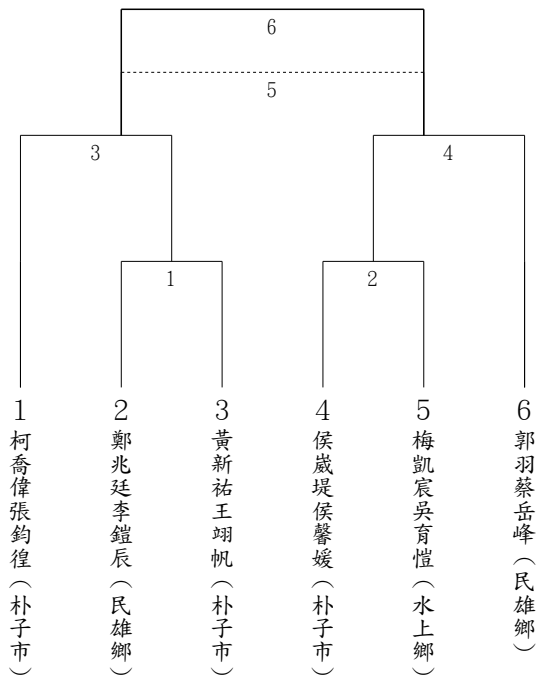 6
5
3
4
1
2
1 柯喬偉張鈞徨(朴子市)
2 鄭兆廷李鎧辰(民雄鄉)
3 黃新祐王翊帆(朴子市)
4 侯崴堤侯馨媛(朴子市)
5 梅凱宸吳育愷(水上鄉)
6 郭羽蔡岳峰(民雄鄉)